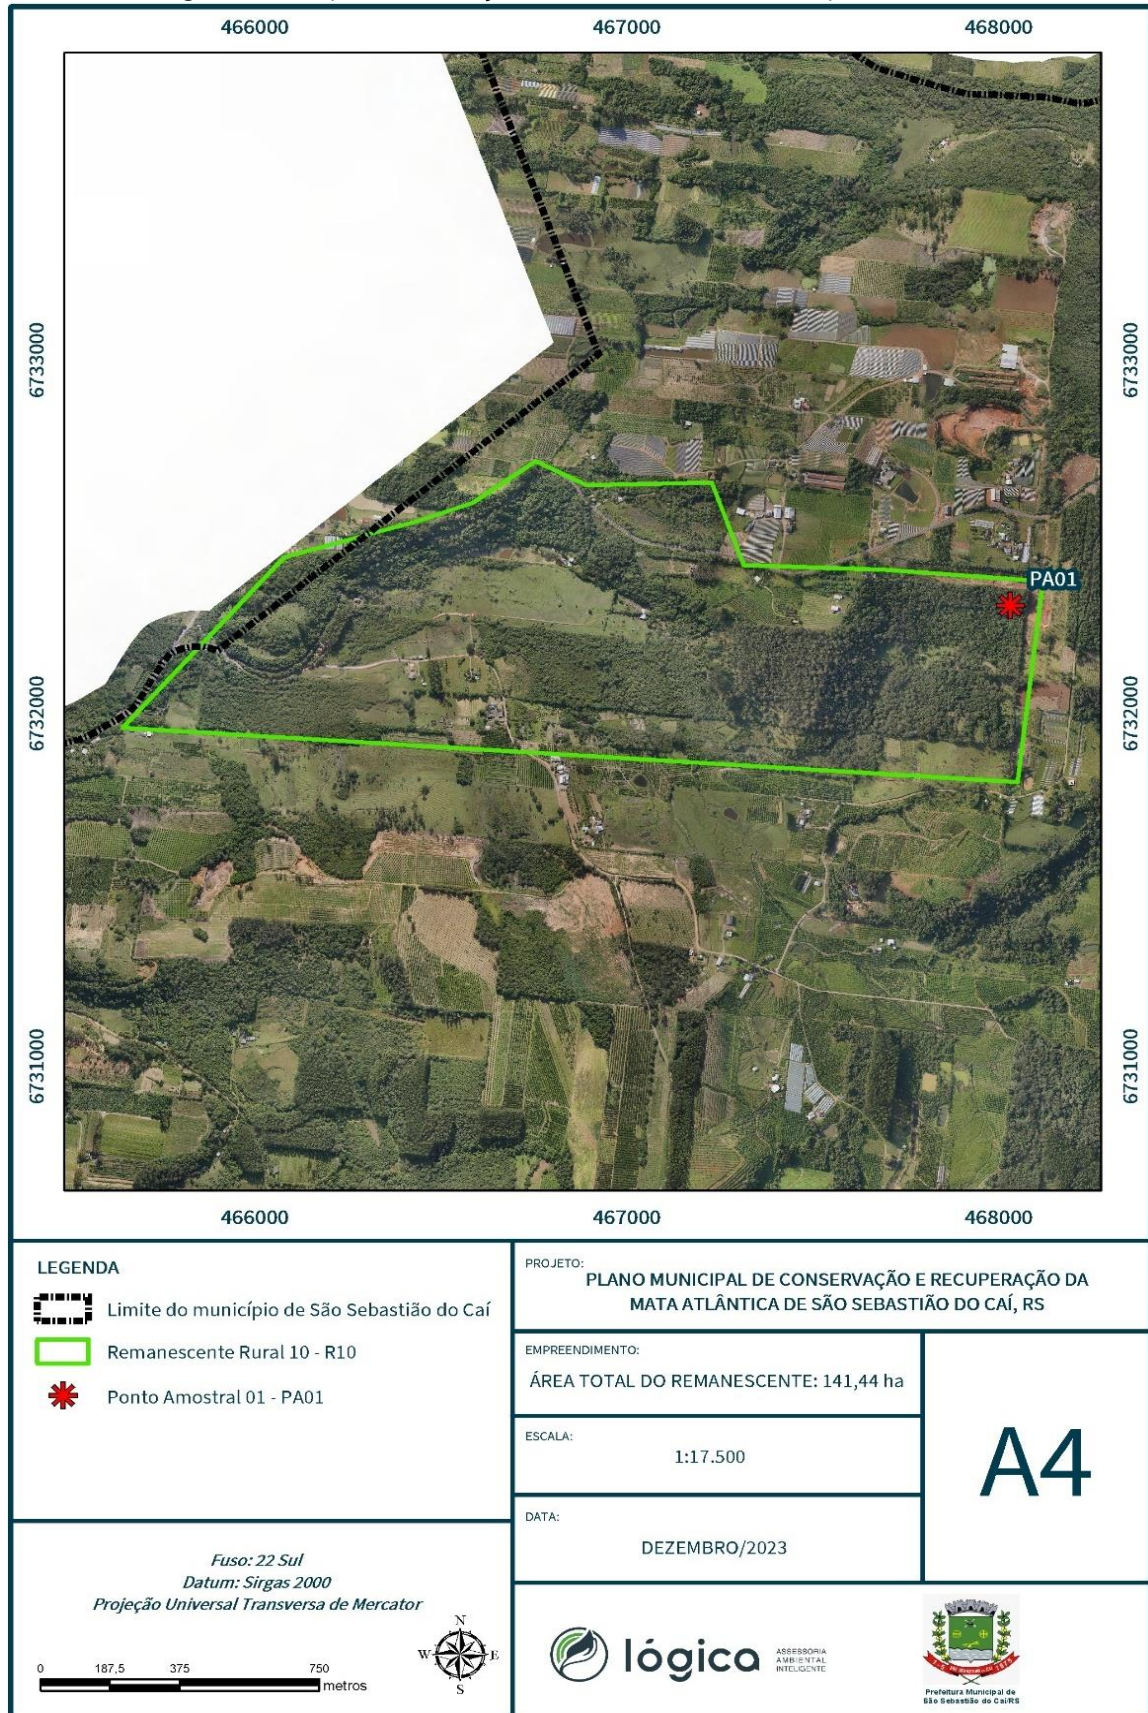 466000
467000
468000
6733000
6733000
PA01
6732000
6732000
6731000
6731000
466000
467000
468000
LEGENDA
Limite do município de São Sebastião do Caí
Remanescente Rural 10 - R10
Ponto Amostral 01 - PA01
PROJETO:
PLANO MUNICIPAL DE CONSERVAÇÃO E RECUPERAÇÃO DA
MATA ATLÂNTICA DE SÃO SEBASTIÃO DO CAÍ, RS
EMPREENDIMENTO:
ÁREA TOTAL DO REMANESCENTE: 141,44 ha
ESCALA:
1:17.500
A4
DATA:
DEZEMBRO/2023
Fuso: 22 Sul
Datum: Sirgas 2000
Projeção Universal Transversa de Mercator
N
W
E
S
0 187,5 375 750
metros
lógica
ASSESSORIA
AMBIENTAL
INTELIGENTE
Prefeitura Municipal de
São Sebastião do Caí/RS